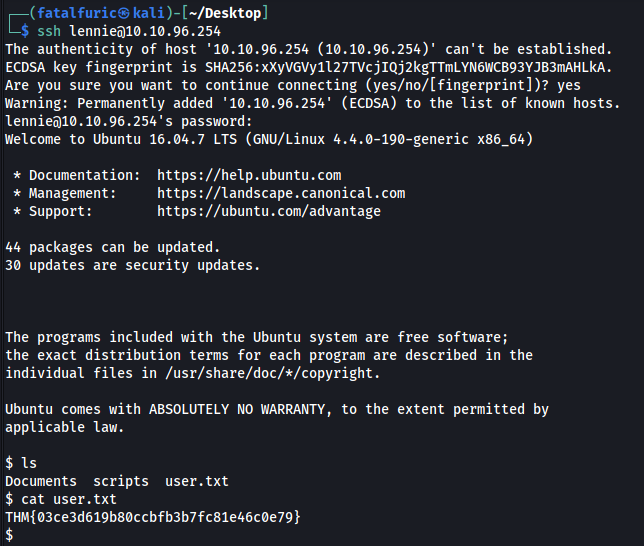 ┌──(fatalfuric㉿kali)-[~/Desktop]
└─$ ssh lennie@10.10.96.254
The authenticity of host '10.10.96.254 (10.10.96.254)' can't be established.
ECDSA key fingerprint is SHA256:xXyVGVy1l27TVcjIQj2kgTTmLYN6WCB93YJB3mAHLkA.
Are you sure you want to continue connecting (yes/no/[fingerprint])? yes
Warning: Permanently added '10.10.96.254' (ECDSA) to the list of known hosts.
lennie@10.10.96.254's password:
Welcome to Ubuntu 16.04.7 LTS (GNU/Linux 4.4.0-190-generic x86_64)
* Documentation:  https://help.ubuntu.com
* Management:     https://landscape.canonical.com
* Support:        https://ubuntu.com/advantage
44 packages can be updated.
30 updates are security updates.
The programs included with the Ubuntu system are free software;
the exact distribution terms for each program are described in the
individual files in /usr/share/doc/*/copyright.
Ubuntu comes with ABSOLUTELY NO WARRANTY, to the extent permitted by
applicable law.
$ ls
Documents  scripts  user.txt
$ cat user.txt
THM{03ce3d619b80ccbfb3b7fc81e46c0e79}
$